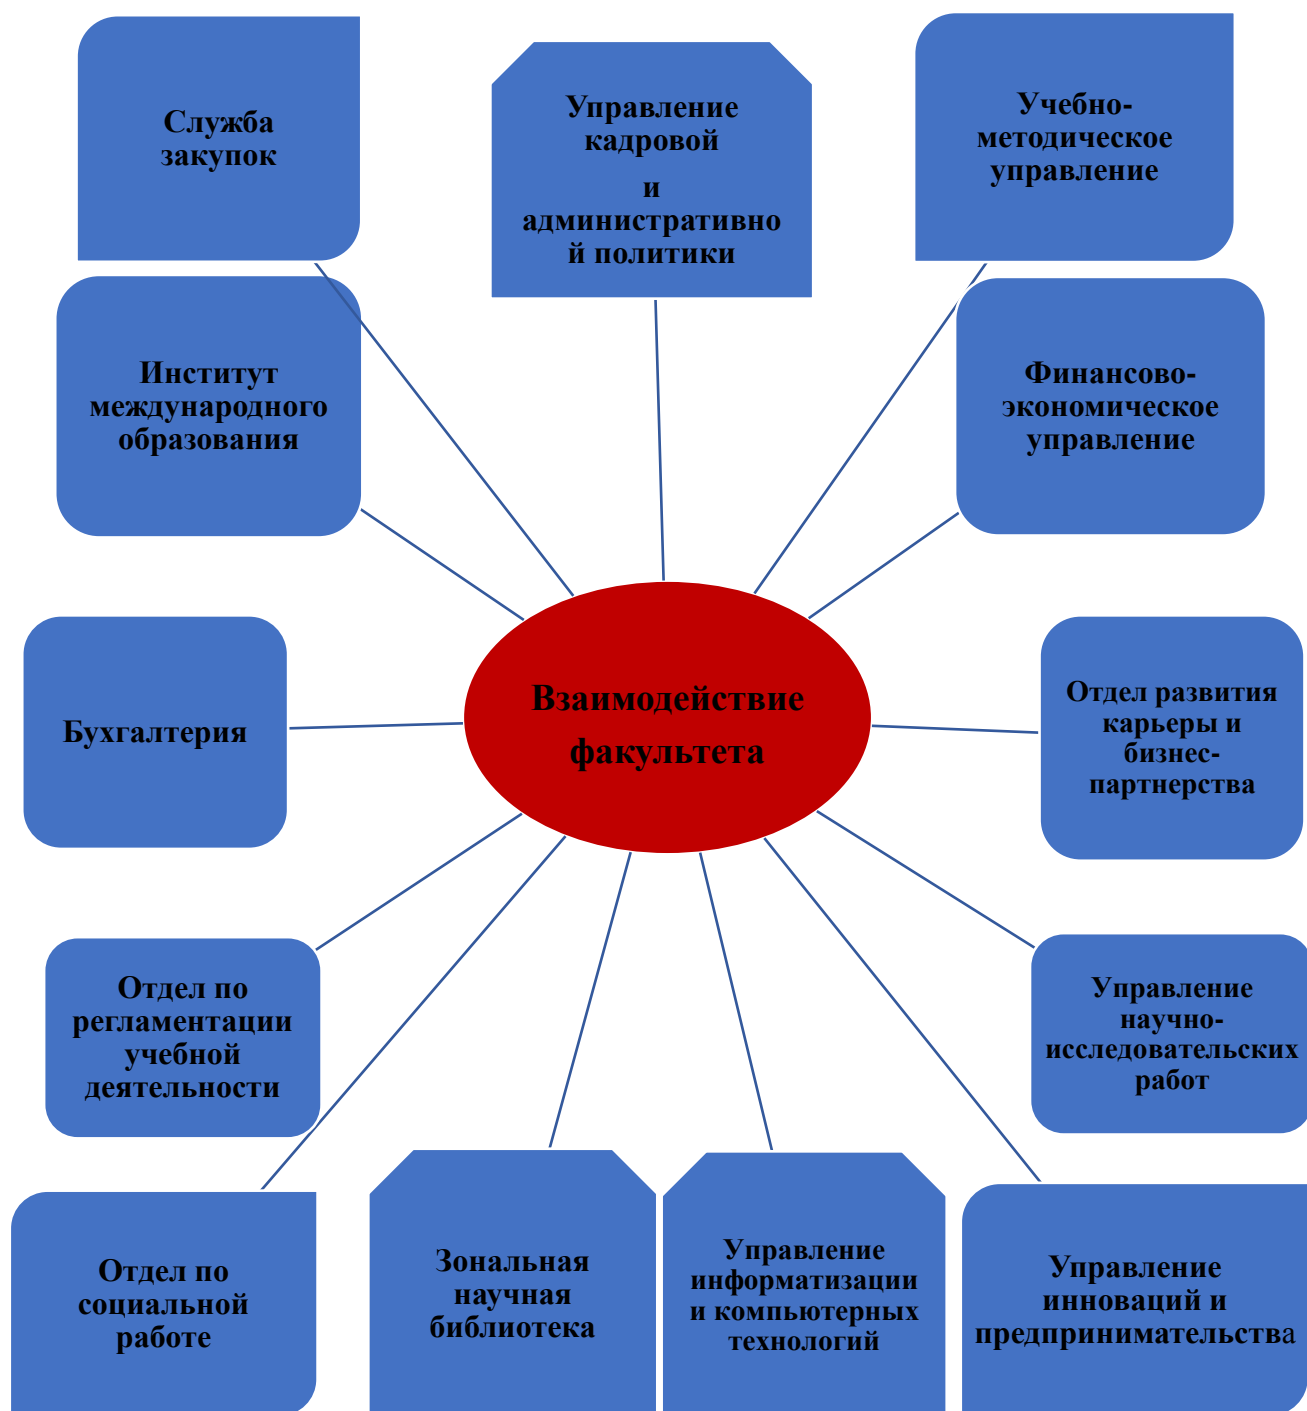 Служба
закупок
Управление
кадровой
и
административно
й политики
Учебно-
методическое
управление
Институт
международного
образования
Финансово-
экономическое
управление
Взаимодействие
факультета
Бухгалтерия
Отдел развития
карьеры и
бизнес-
партнерства
Отдел по
регламентации
учебной
деятельности
Управление
научно-
исследовательских
работ
Отдел по
социальной
работе
Зональная
научная
библиотека
Управление
информатизации
и компьютерных
технологий
Управление
инноваций и
предпринимательства